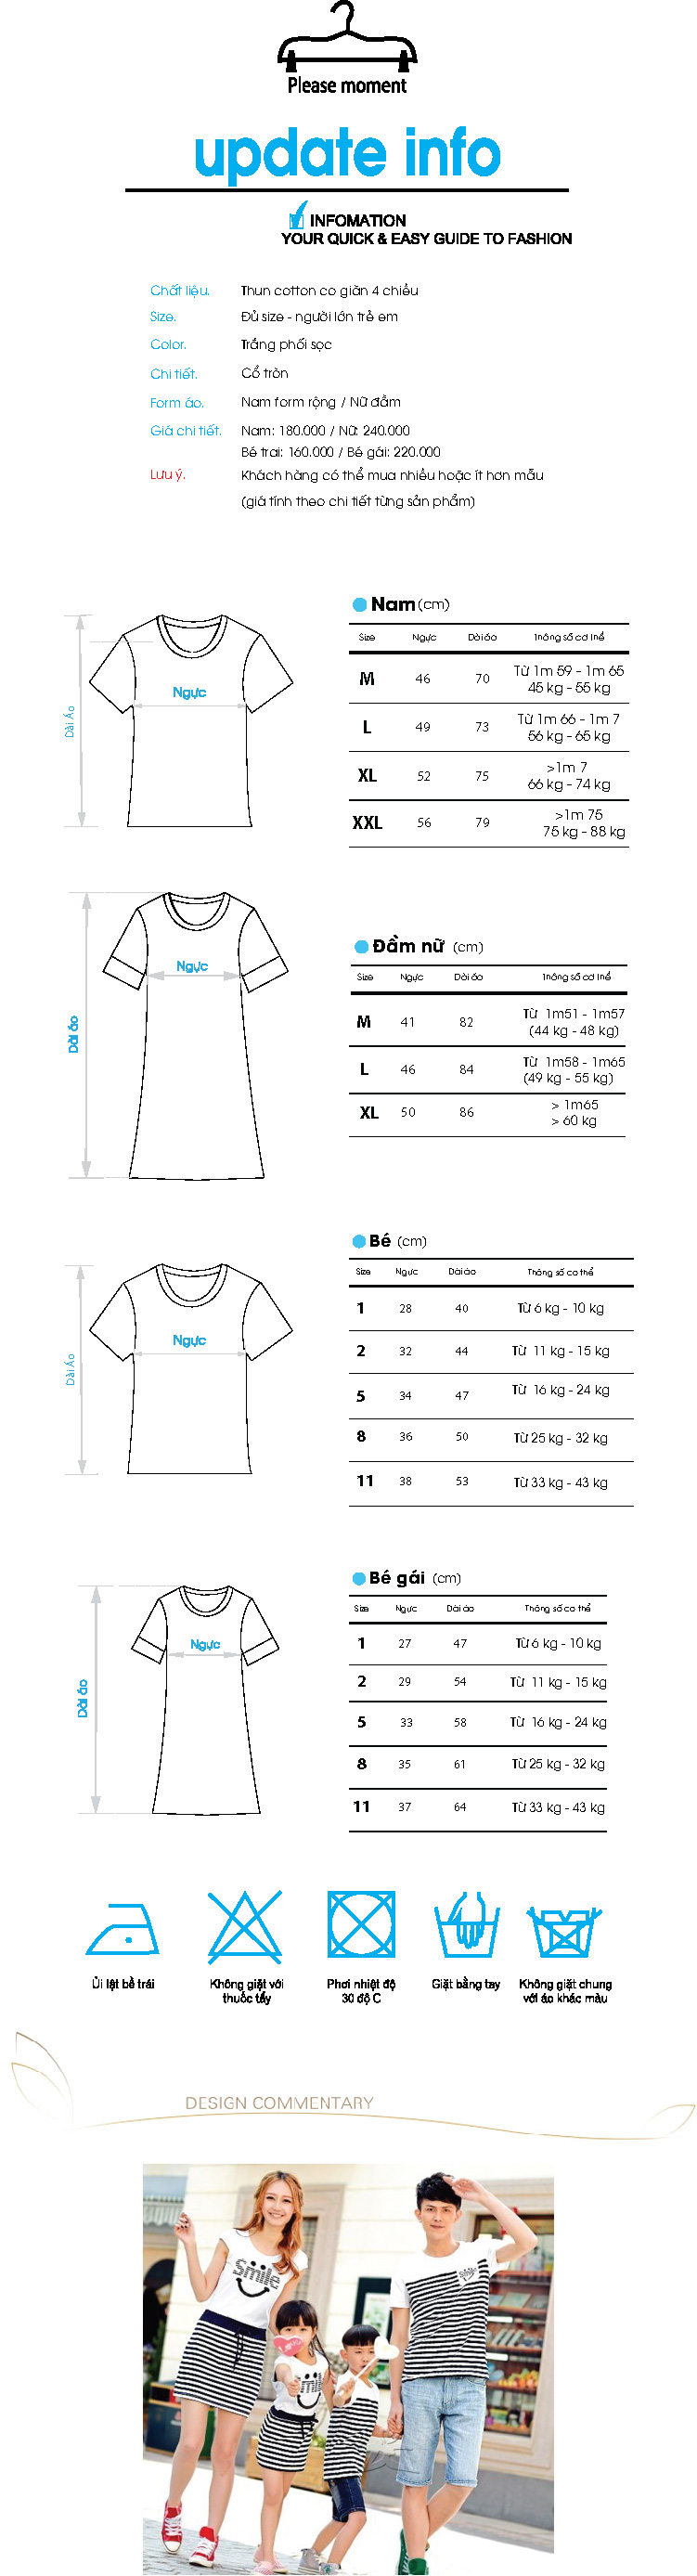 Please moment
update info
INFOMATION
YOUR QUICK & EASY GUIDE TO FASHION
Chất liệu. Thun cotton co giãn 4 chiều
Size. Đủ size - người lớn trẻ em
Color. Trắng phối sọc
Chi tiết. Cổ tròn
Form áo. Nam form rộng / Nữ đầm
Giá chi tiết. Nam: 180.000 / Nữ: 240.000
Bé trai: 160.000 / Bé gái: 220.000
Lưu ý. Khách hàng có thể mua nhiều hoặc ít hơn mẫu
(giá tính theo chi tiết từng sản phẩm)
Dài Áo
Ngực
Nam (cm)
Size Ngực Dài áo Thông số cơ thể
M 46 70 Từ 1m 59 - 1m 65
45 kg - 55 kg
L 49 73 Từ 1m 66 - 1m 7
56 kg - 65 kg
XL 52 75 >1m 7
66 kg - 74 kg
XXL 56 79 >1m 75
75 kg - 88 kg
Dài áo
Ngực
Đầm nữ (cm)
Size Ngực Dài áo Thông số cơ thể
M 41 82 Từ 1m51 - 1m57
(44 kg - 48 kg)
L 46 84 Từ 1m58 - 1m65
(49 kg - 55 kg)
XL 50 86 > 1m65
> 60 kg
Dài Áo
Ngực
Bé (cm)
Size Ngực Dài áo Thông số cơ thể
1 28 40 Từ 6 kg - 10 kg
2 32 44 Từ 11 kg - 15 kg
5 34 47 Từ 16 kg - 24 kg
8 36 50 Từ 25 kg - 32 kg
11 38 53 Từ 33 kg - 43 kg
Dài áo
Ngực
Bé gái (cm)
Size Ngực Dài áo Thông số cơ thể
1 27 47 Từ 6 kg - 10 kg
2 29 54 Từ 11 kg - 15 kg
5 33 58 Từ 16 kg - 24 kg
8 35 61 Từ 25 kg - 32 kg
11 37 64 Từ 33 kg - 43 kg
Ủi lật bề trái
Không giặt với
thuốc tẩy
Phơi nhiệt độ
30 độ C
Giặt bằng tay
Không giặt chung
với áo khác màu
DESIGN COMMENTARY
smile
smile
smile